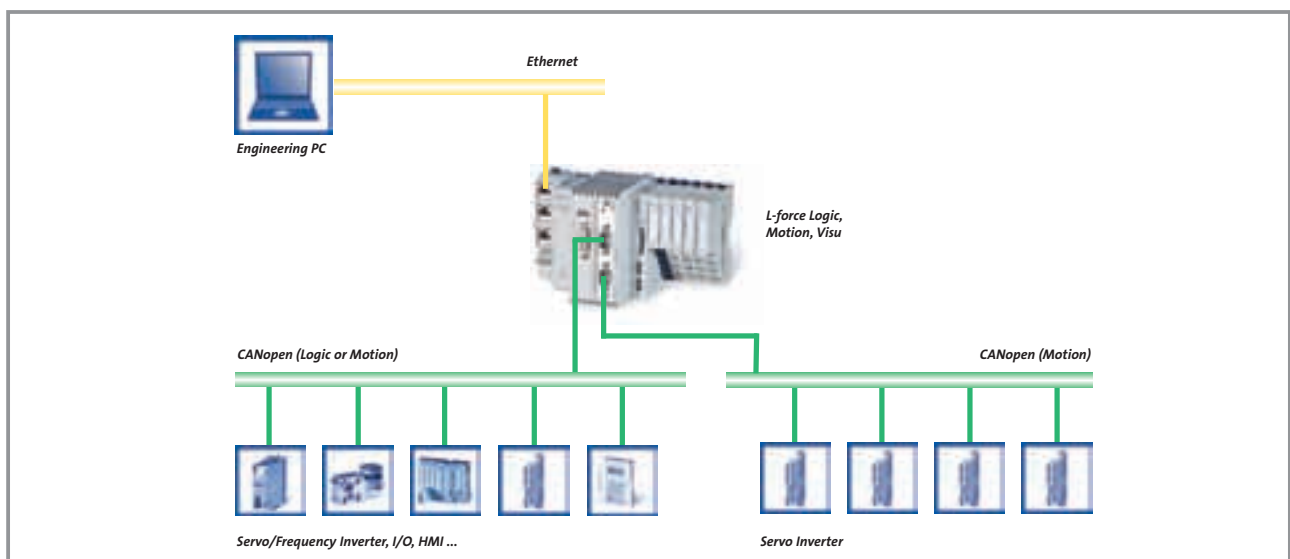 Ethernet
Engineering PC
L-force Logic,
Motion, Visu
CANopen (Logic or Motion)
CANopen (Motion)
Servo/Frequency Inverter, I/O, HMI ...
Servo Inverter